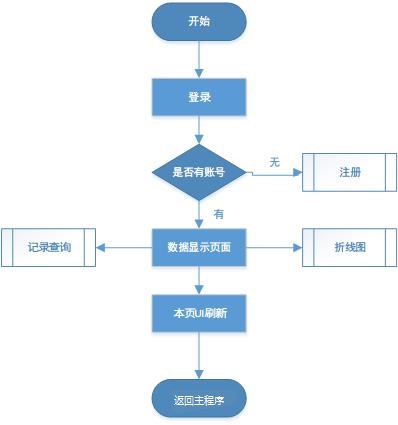 开始
登录
是否有账号
无
注册
有
记录查询
数据显示页面
折线图
本页UI刷新
返回主程序